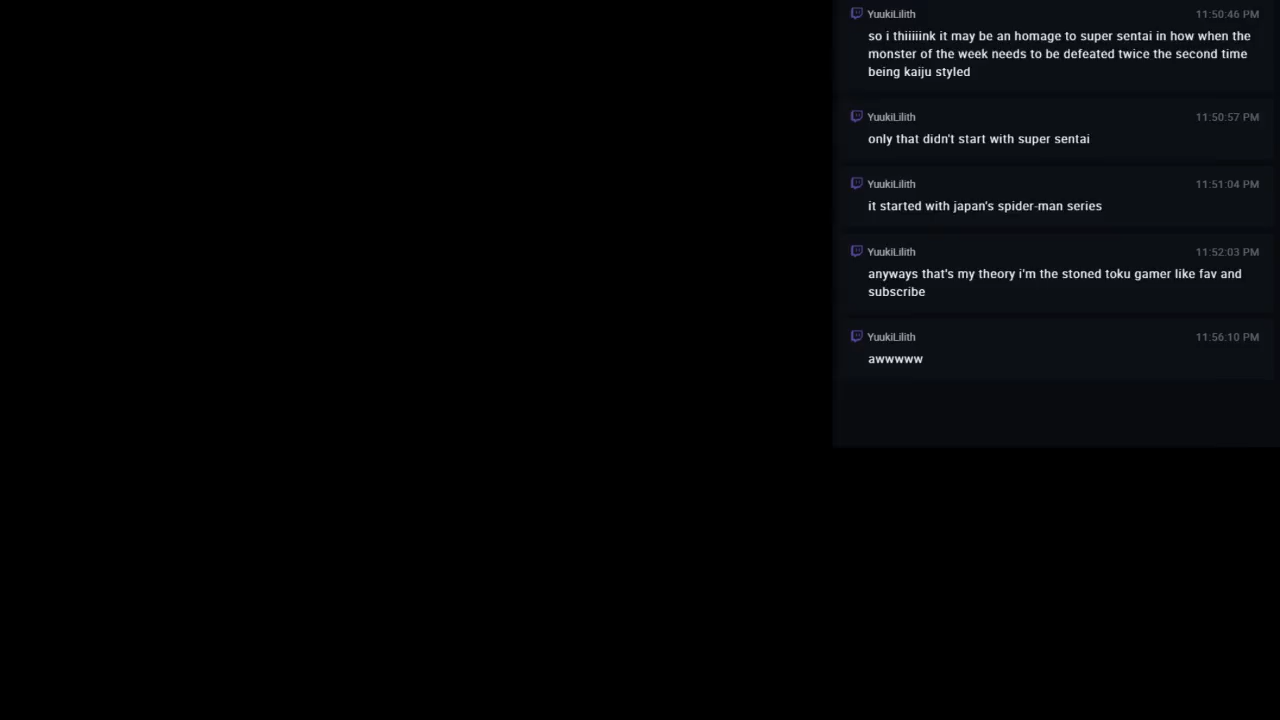 YuukiLilith 11:50:46 PM
so i thiiiiink it may be an homage to super sentai in how when the
monster of the week needs to be defeated twice the second time
being kaiju styled
YuukiLilith 11:50:57 PM
only that didn't start with super sentai
YuukiLilith 11:51:04 PM
it started with japan's spider-man series
YuukiLilith 11:52:03 PM
anyways that's my theory i'm the stoned toku gamer like fav and
subscribe
YuukiLilith 11:56:10 PM
awwwww